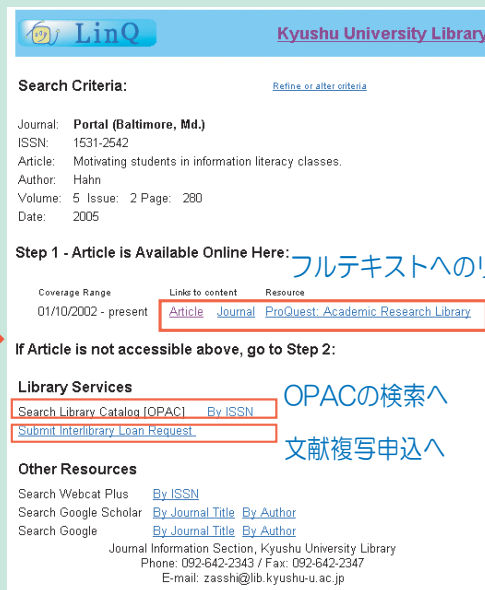 LinQ Kyushu University Library
Search Criteria: Refine or alter criteria
Journal: Portal (Baltimore, Md.)
ISSN: 1531-2542
Article: Motivating students in information literacy classes.
Author: Hahn
Volume: 5 Issue: 2 Page: 280
Date: 2005
Step 1 - Article is Available Online Here:
フルテキストへのリ
Coverage Range Links to content Resource
01/10/2002 - present Article Journal ProQuest: Academic Research Library
If Article is not accessible above, go to Step 2:
Library Services
OPACの検索へ
Search Library Catalog [OPAC] By ISSN
Submit Interlibrary Loan Request
文献複写申込へ
Other Resources
Search Webcat Plus By ISSN
Search Google Scholar By Journal Title By Author
Search Google By Journal Title By Author
Journal Information Section, Kyushu University Library
Phone: 092-642-2343 / Fax: 092-642-2347
E-mail: zasshi@lib.kyushu-u.ac.jp